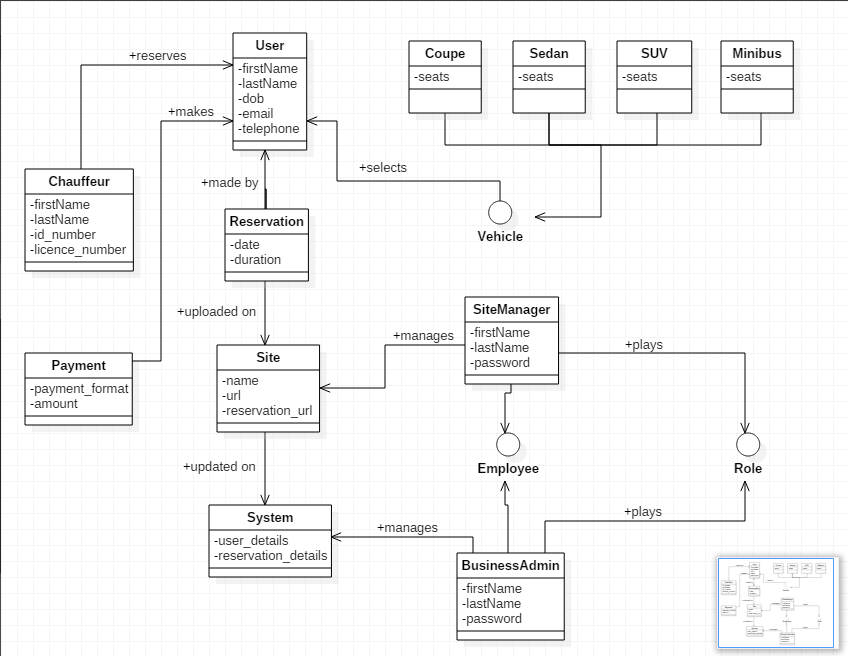 +reserves
User
-firstName
-lastName
-dob
-email
-telephone
Coupe
-seats
Sedan
-seats
SUV
-seats
Minibus
-seats
+makes
+selects
+made by
Chauffeur
-firstName
-lastName
-id_number
-licence_number
Reservation
-date
-duration
Vehicle
+uploaded on
SiteManager
-firstName
-lastName
-password
+manages
+plays
Payment
-payment_format
-amount
Site
-name
-url
-reservation_url
+updated on
Employee
Role
System
-user_details
-reservation_details
+manages
+plays
BusinessAdmin
-firstName
-lastName
-password